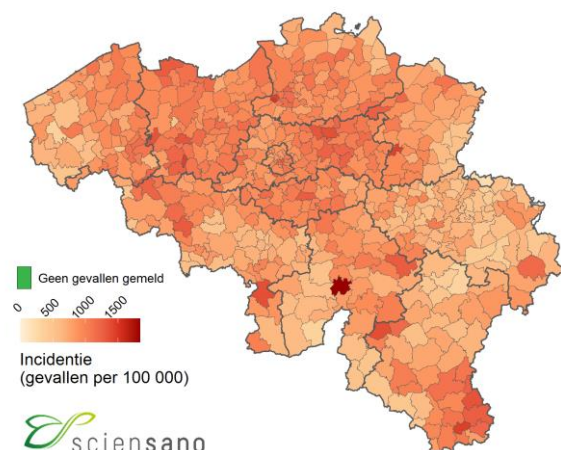 Geen gevallen gemeld
0 500 1000 1500
Incidentie
(gevallen per 100 000)
sciensano